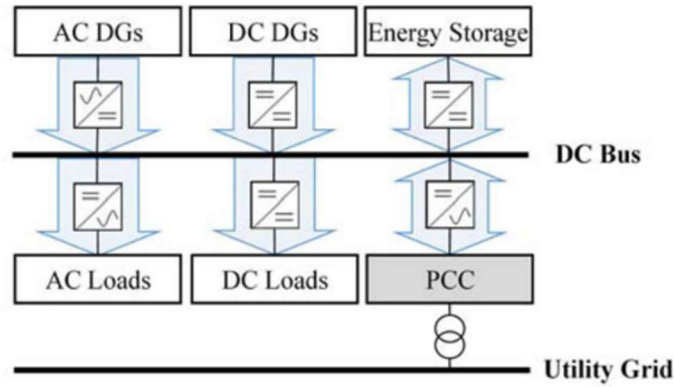 AC DGs
DC DGs
Energy Storage
DC Bus
AC Loads
DC Loads
PCC
Utility Grid